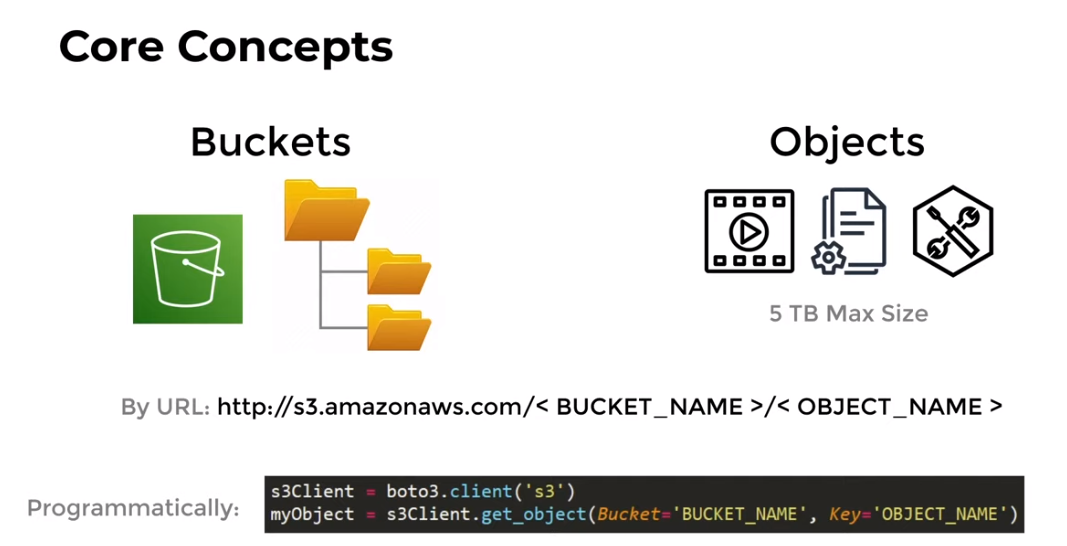 Core Concepts
Buckets
Objects
5 TB Max Size
By URL: http://s3.amazonaws.com/< BUCKET_NAME >/< OBJECT_NAME >
Programmatically:
s3Client = boto3.client('s3')
myObject = s3Client.get_object(Bucket='BUCKET_NAME', Key='OBJECT_NAME')